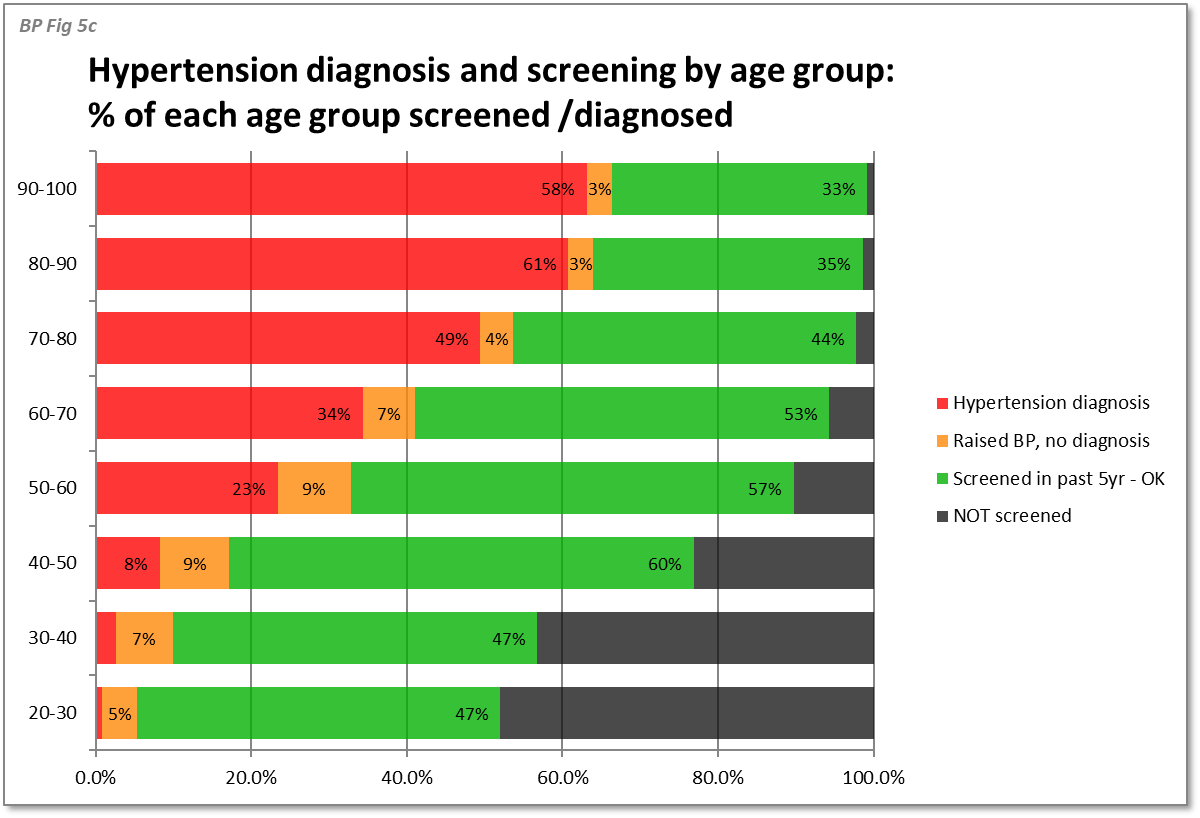 BP Fig 5c
Hypertension diagnosis and screening by age group:
% of each age group screened /diagnosed
90-100 58% 3% 33%
80-90 61% 3% 35%
70-80 49% 4% 44%
60-70 34% 7% 53%
50-60 23% 9% 57%
40-50 8% 9% 60%
30-40 7% 47%
20-30 5% 47%
0.0% 20.0% 40.0% 60.0% 80.0% 100.0%
Hypertension diagnosis
Raised BP, no diagnosis
Screened in past 5yr - OK
NOT screened